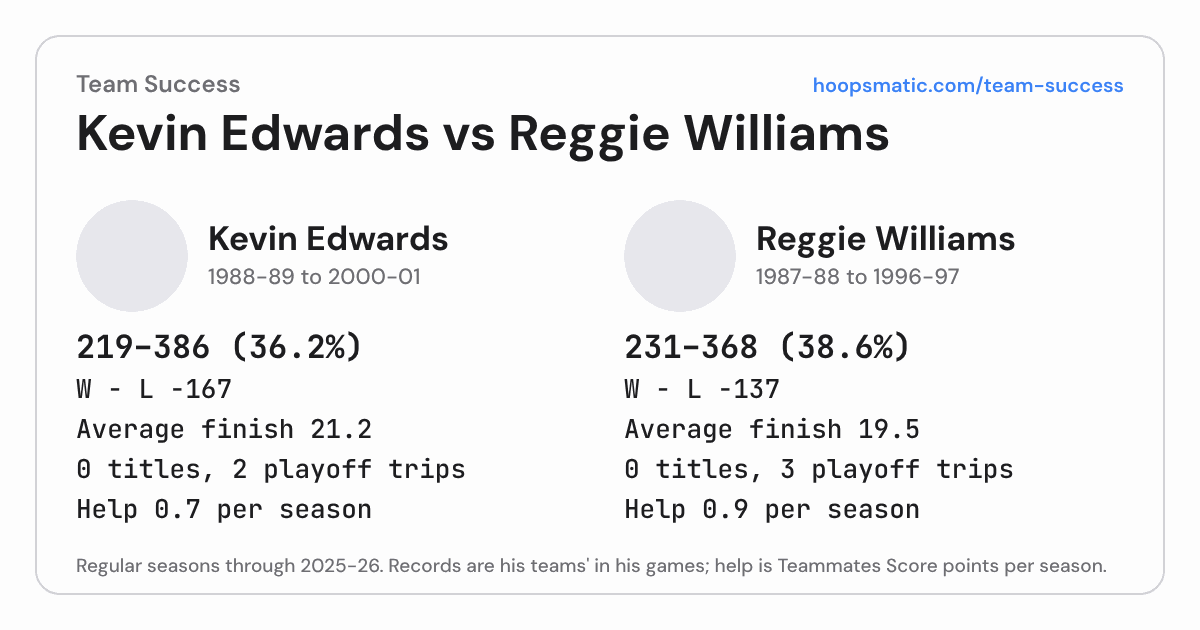 Team Success
hoopsmatic.com/team-success
Kevin Edwards vs Reggie Williams
Kevin Edwards
1988-89 to 2000-01
219-386 (36.2%)
W - L -167
Average finish 21.2
0 titles, 2 playoff trips
Help 0.7 per season
Reggie Williams
1987-88 to 1996-97
231-368 (38.6%)
W - L -137
Average finish 19.5
0 titles, 3 playoff trips
Help 0.9 per season
Regular seasons through 2025-26. Records are his teams' in his games; help is Teammates Score points per season.